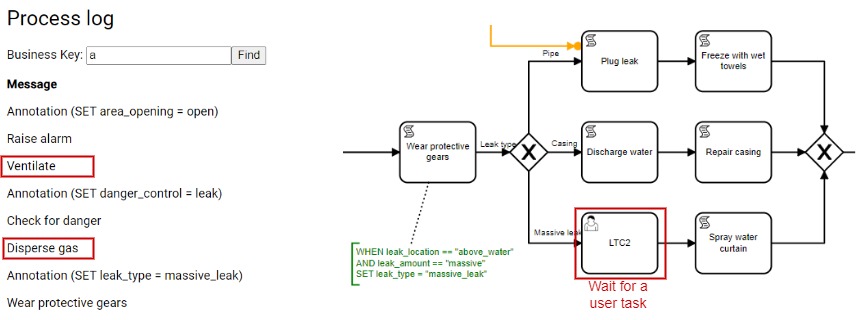 Process log
Business Key: a Find
Message
Annotation (SET area_opening = open)
Raise alarm
Ventilate
Annotation (SET danger_control = leak)
Check for danger
Disperse gas
Annotation (SET leak_type = massive_leak)
Wear protective gears
Pipe
Plug leak
Freeze with wet
towels
Wear protective
gears
Leak type
X
Casing
Discharge water
Repair casing
X
Massive leak
LTC2
Spray water
curtain
WHEN leak_location == "above_water"
AND leak_amount == "massive"
SET leak_type = "massive_leak"
Wait for a
user task